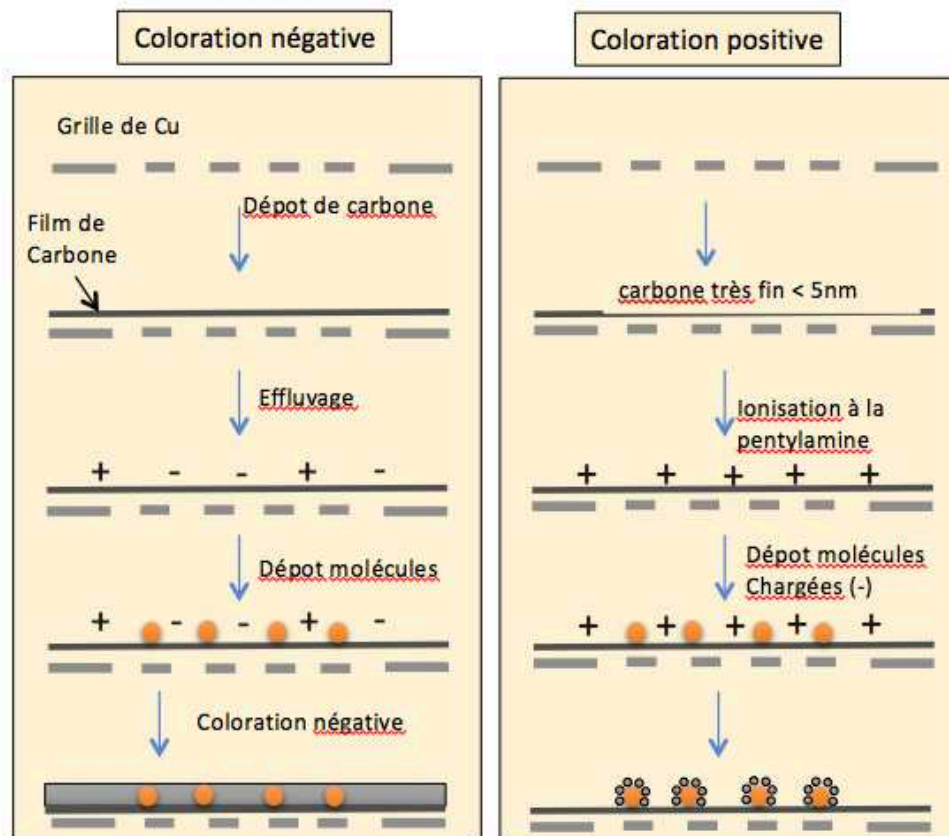 Coloration négative
Grille de Cu
Dépot de carbone
Film de
Carbone
Effluvage
+ - - + -
Dépot molécules
+ - - + -
Coloration négative
Coloration positive
carbone très fin < 5nm
Ionisation à la
pentylamine
+ + + + +
Dépot molécules
Chargées (-)
+ + + + +